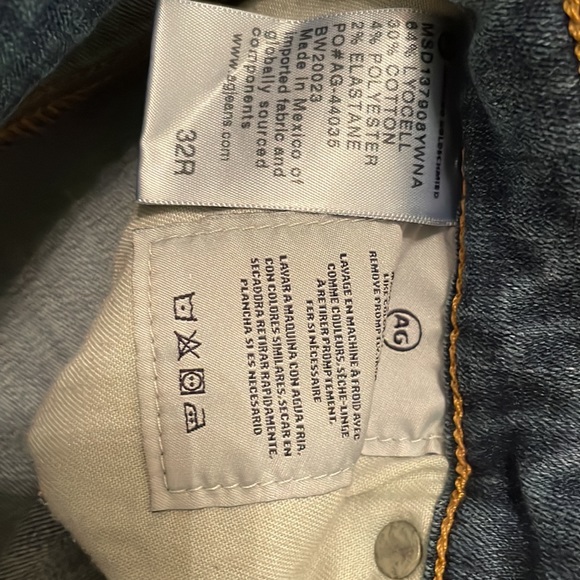 MSD137908YWNA
64% LYOCELL
30% COTTON
4% POLYESTER
2% ELASTANE
PO#AG-44035
BW20023
Made in Mexico of
imported fabric and
globally sourced
components
www.agjeans.com
32R
AG
REMOVE
LAVAGE EN MACHINE À FROID AVEC
COMME COULEURS. SÈCHE-LINGE
À RETIRER PROMPTEMENT.
FER SI NÉCESSAIRE
LAVAR A MAQUINA CON AGUA FRIA,
CON COLORES SIMILARES. SECAR EN
SECADORA RETIRAR RAPIDAMENTE.
PLANCHA SI ES NECESARIO